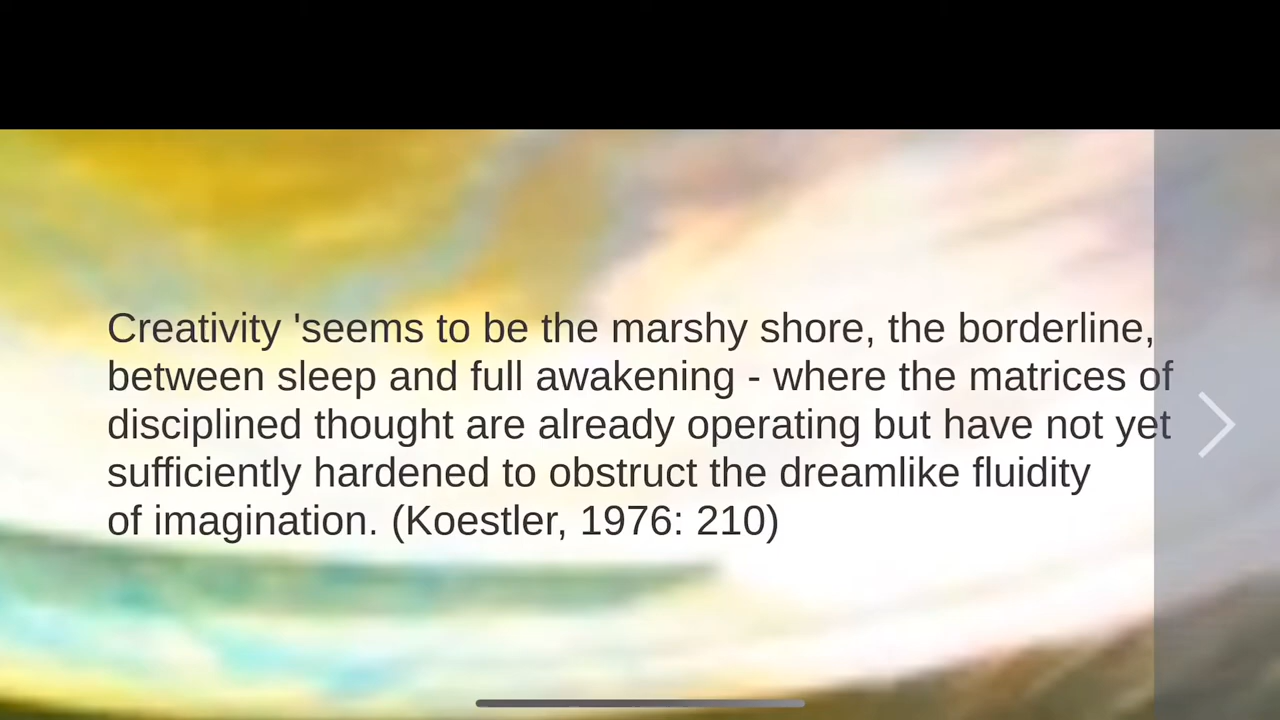 Creativity 'seems to be the marshy shore, the borderline,
between sleep and full awakening - where the matrices of
disciplined thought are already operating but have not yet
sufficiently hardened to obstruct the dreamlike fluidity
of imagination. (Koestler, 1976: 210)